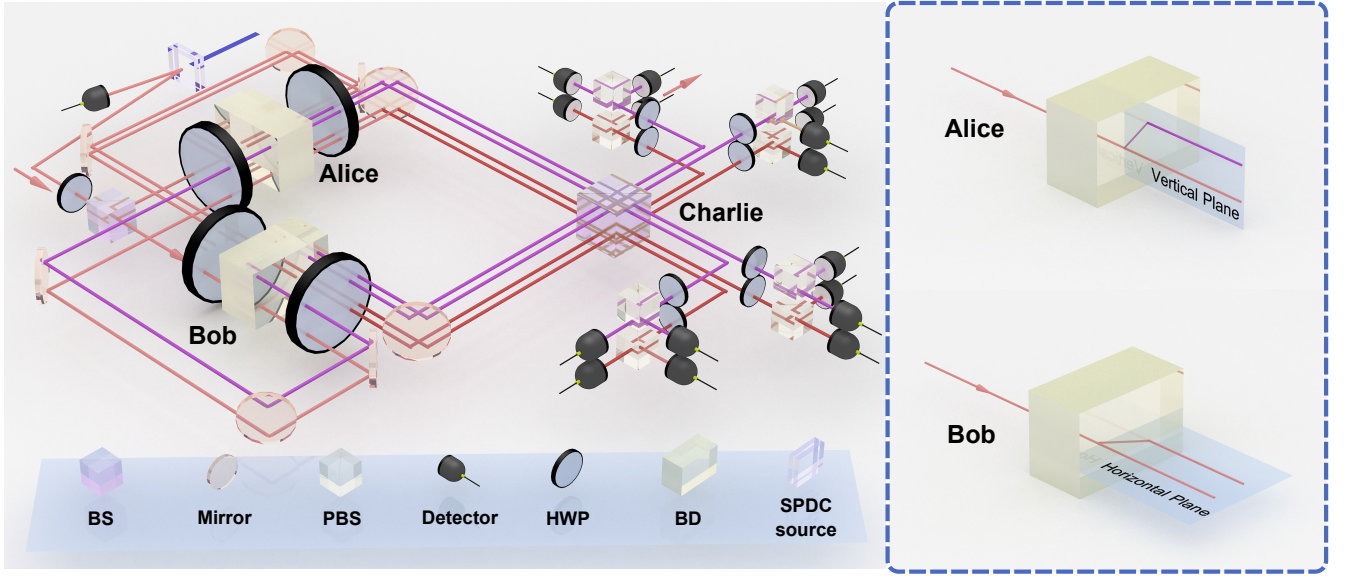 Alice
Charlie
Bob
BS
Mirror
PBS
Detector
HWP
BD
SPDC
source
Alice
Vertical Plane
Bob
Horizontal Plane